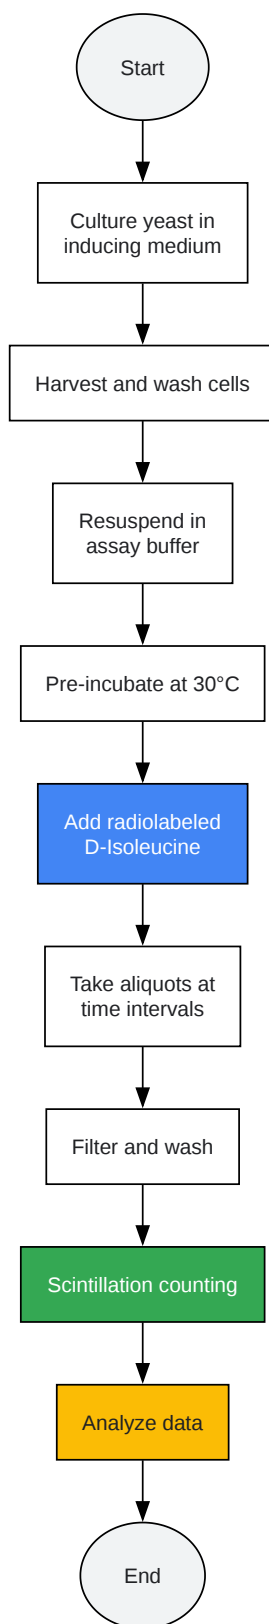 Start
Culture yeast in
inducing medium
Harvest and wash cells
Resuspend in
assay buffer
Pre-incubate at 30°C
Add radiolabeled
D-Isoleucine
Take aliquots at
time intervals
Filter and wash
Scintillation counting
Analyze data
End